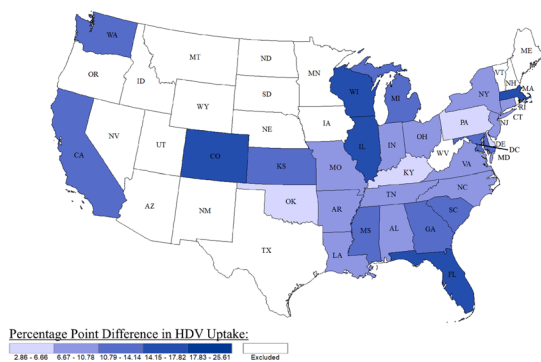 WA
MT
ND
MN
ME
VT
NH
OR
ID
SD
WI
MI
NY
MA
RI
CT
WY
IA
PA
NJ
NE
OH
DE
NV
UT
CO
IL
IN
WV
DC
MD
CA
KS
MO
KY
VA
AZ
NM
OK
AR
TN
NC
SC
MS
AL
GA
TX
LA
FL
Percentage Point Difference in HDV Uptake:
2.86 - 6.66 6.67 - 10.78 10.79 - 14.14 14.15 - 17.82 17.83 - 25.61 Excluded